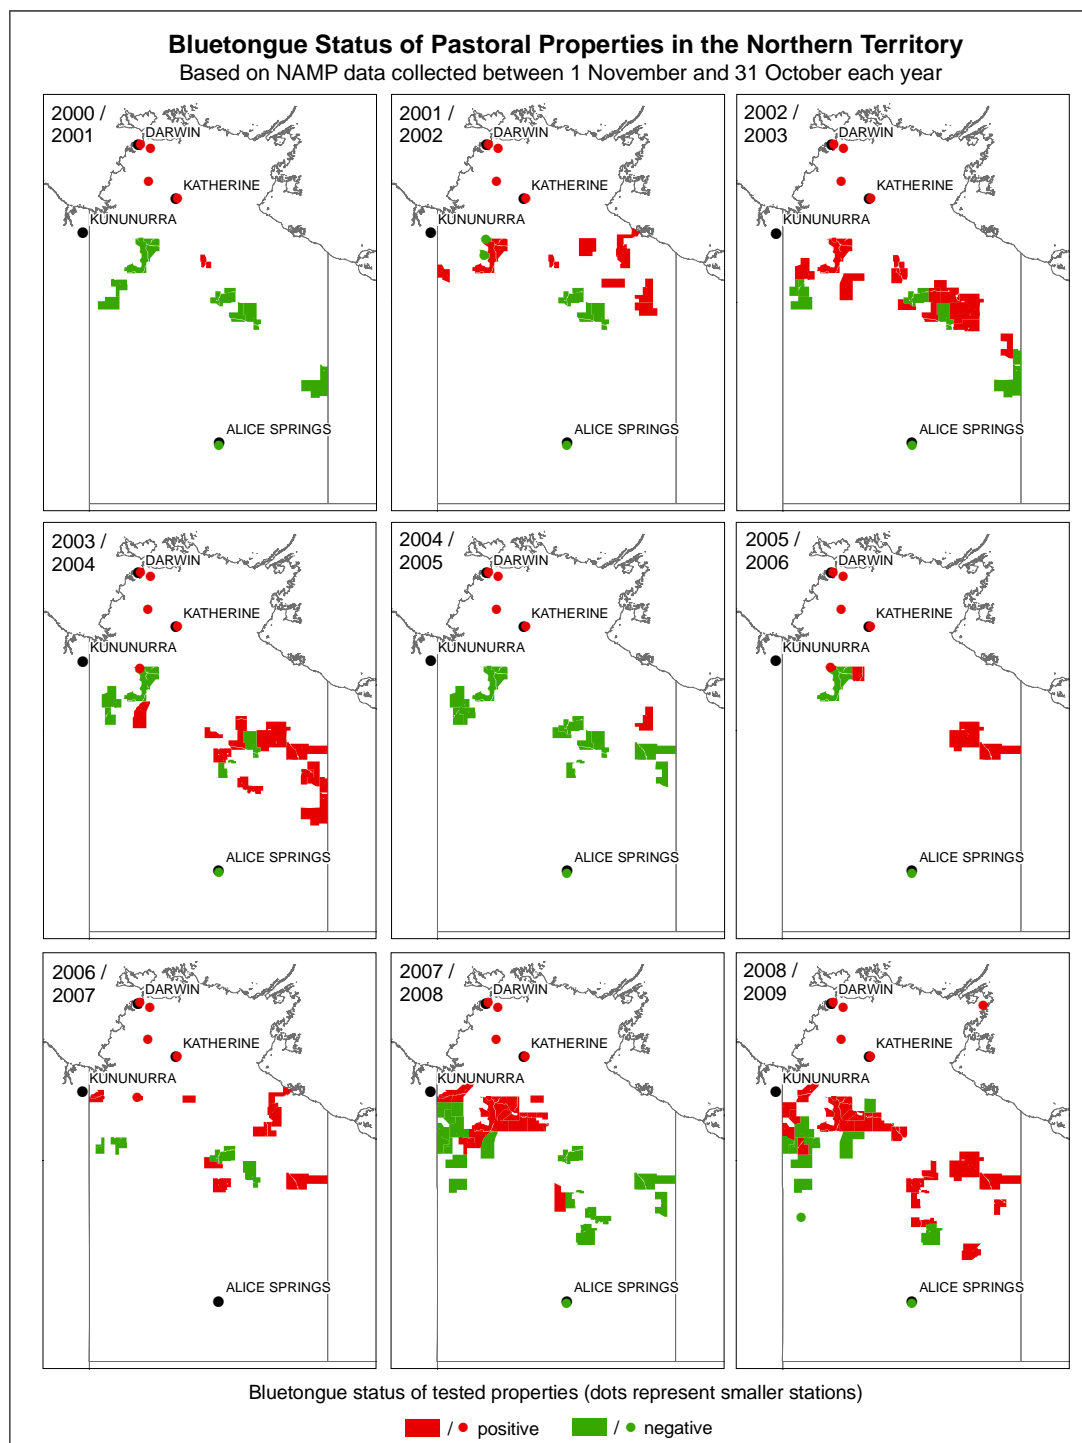 Bluetongue Status of Pastoral Properties in the Northern Territory
Based on NAMP data collected between 1 November and 31 October each year
2000 /
2001
DARWIN
KATHERINE
KUNUNURRA
ALICE SPRINGS
2001 /
2002
DARWIN
KATHERINE
KUNUNURRA
ALICE SPRINGS
2002 /
2003
DARWIN
KATHERINE
KUNUNURRA
ALICE SPRINGS
2003 /
2004
DARWIN
KATHERINE
KUNUNURRA
ALICE SPRINGS
2004 /
2005
DARWIN
KATHERINE
KUNUNURRA
ALICE SPRINGS
2005 /
2006
DARWIN
KATHERINE
KUNUNURRA
ALICE SPRINGS
2006 /
2007
DARWIN
KATHERINE
KUNUNURRA
ALICE SPRINGS
2007 /
2008
DARWIN
KATHERINE
KUNUNURRA
ALICE SPRINGS
2008 /
2009
DARWIN
KATHERINE
KUNUNURRA
ALICE SPRINGS
Bluetongue status of tested properties (dots represent smaller stations)
/ positive / negative